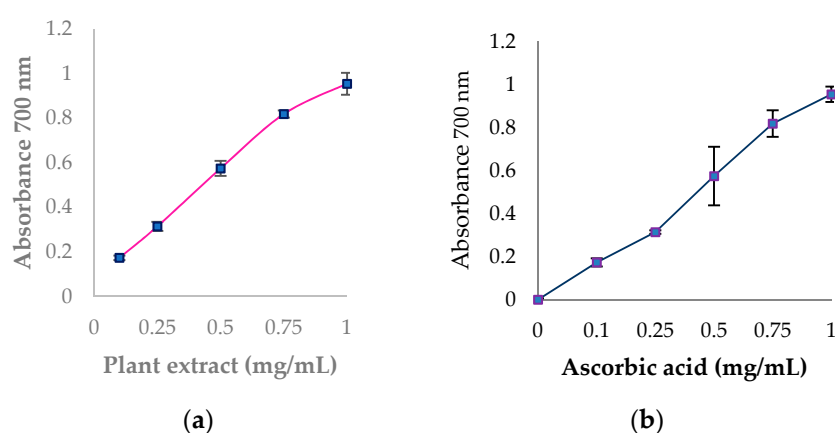 Absorbance 700 nm
1.2
1
0.8
0.6
0.4
0.2
0
0 0.25 0.5 0.75 1
Plant extract (mg/mL)
(a)
Absorbance 700 nm
1.2
1
0.8
0.6
0.4
0.2
0
0 0.1 0.25 0.5 0.75 1
Ascorbic acid (mg/mL)
(b)